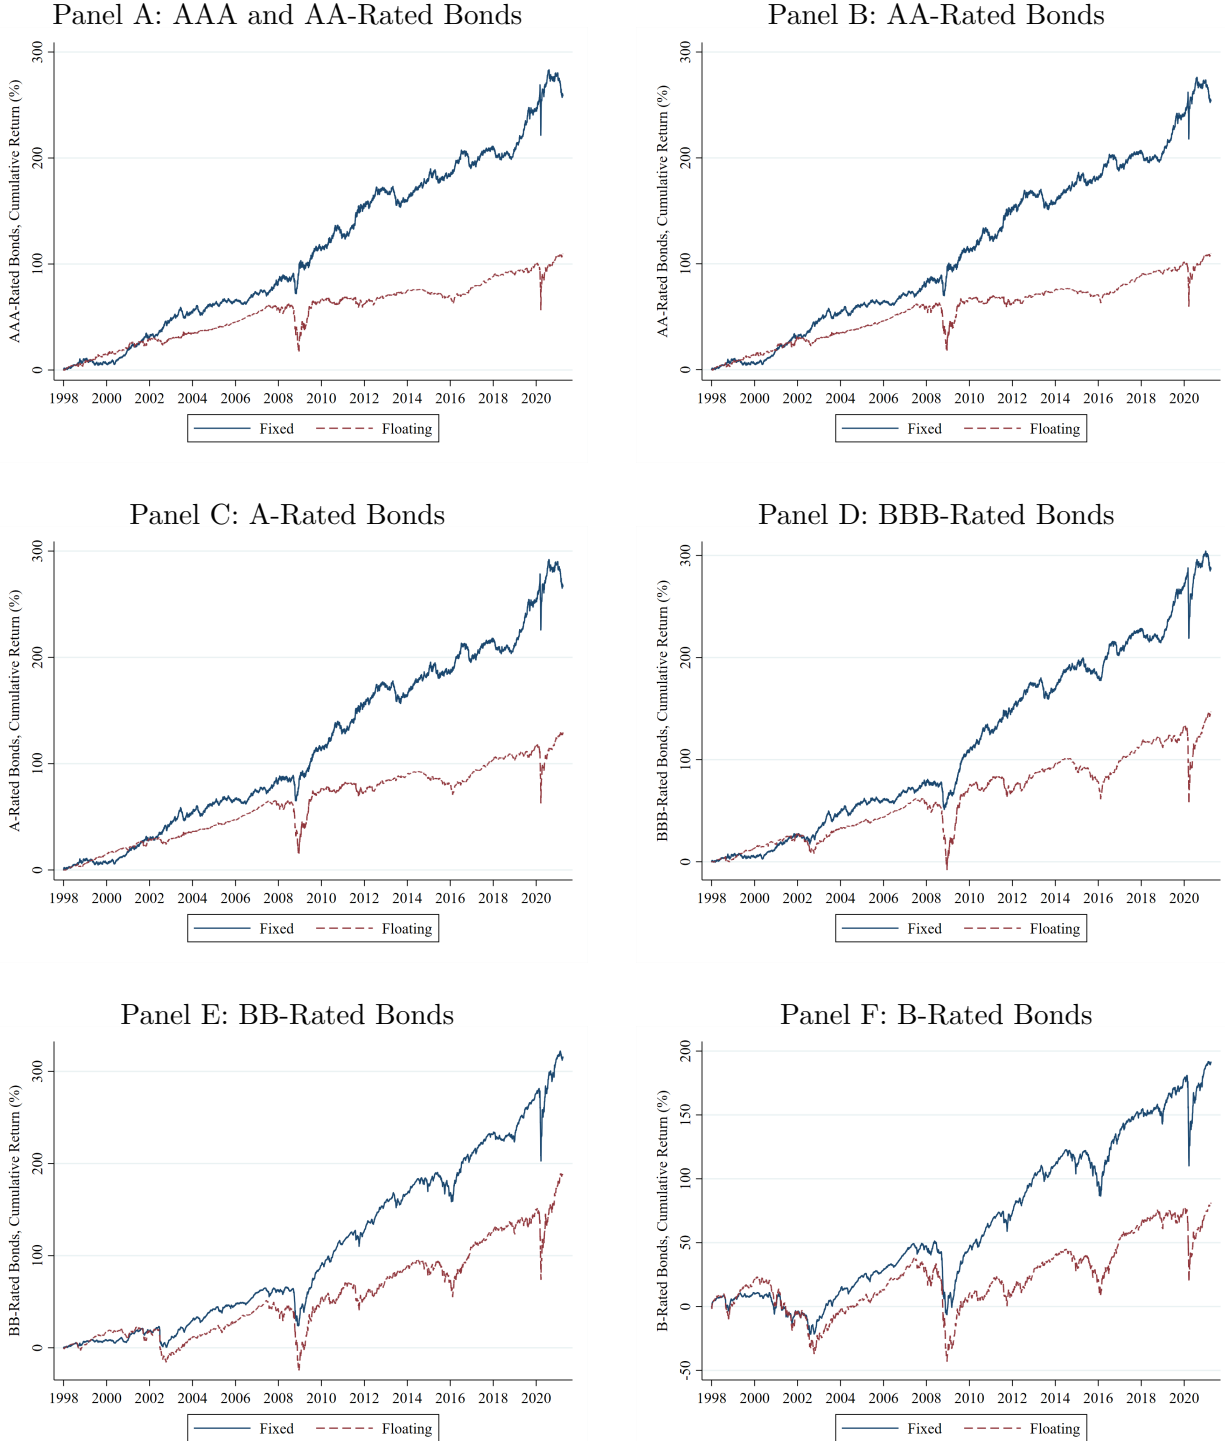 Panel A: AAA and AA-Rated Bonds
AAA-Rated Bonds, Cumulative Return (%)
300
200
100
0
1998 2000 2002 2004 2006 2008 2010 2012 2014 2016 2018 2020
Fixed Floating
Panel B: AA-Rated Bonds
AA-Rated Bonds, Cumulative Return (%)
300
200
100
0
1998 2000 2002 2004 2006 2008 2010 2012 2014 2016 2018 2020
Fixed Floating
Panel C: A-Rated Bonds
A-Rated Bonds, Cumulative Return (%)
300
200
100
0
1998 2000 2002 2004 2006 2008 2010 2012 2014 2016 2018 2020
Fixed Floating
Panel D: BBB-Rated Bonds
BBB-Rated Bonds, Cumulative Return (%)
300
200
100
0
1998 2000 2002 2004 2006 2008 2010 2012 2014 2016 2018 2020
Fixed Floating
Panel E: BB-Rated Bonds
BB-Rated Bonds, Cumulative Return (%)
300
200
100
0
1998 2000 2002 2004 2006 2008 2010 2012 2014 2016 2018 2020
Fixed Floating
Panel F: B-Rated Bonds
B-Rated Bonds, Cumulative Return (%)
200
150
100
50
0
-50
1998 2000 2002 2004 2006 2008 2010 2012 2014 2016 2018 2020
Fixed Floating